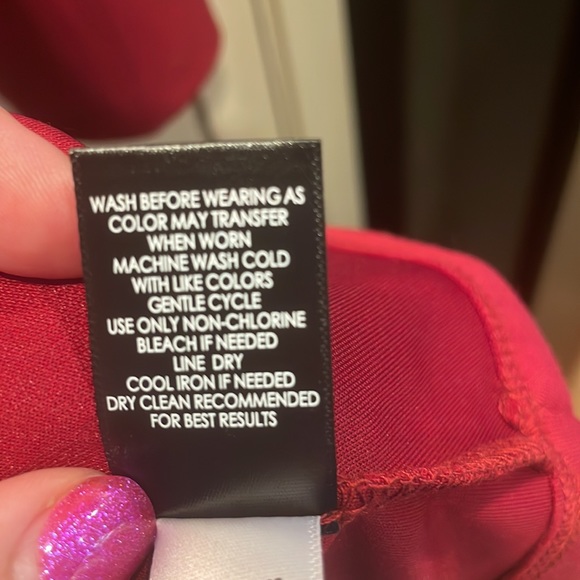 WASH BEFORE WEARING AS
COLOR MAY TRANSFER
WHEN WORN
MACHINE WASH COLD
WITH LIKE COLORS
GENTLE CYCLE
USE ONLY NON-CHLORINE
BLEACH IF NEEDED
LINE DRY
COOL IRON IF NEEDED
DRY CLEAN RECOMMENDED
FOR BEST RESULTS